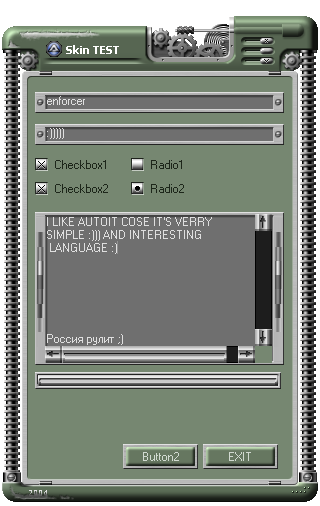 Skin TEST
enforcer
:)))))
Checkbox1
Radio1
Checkbox2
Radio2
I LIKE AUTOIT COSE IT'S VERRY
SIMPLE :))) AND INTERESTING
LANGUAGE :)
Россия рулит ;)
Button2
EXIT
2004